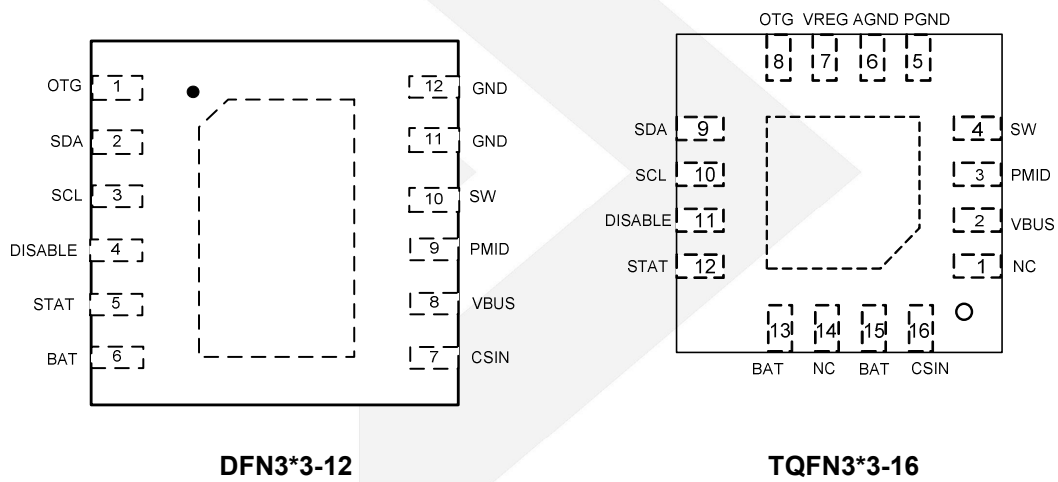 OTG 1
SDA 2
SCL 3
DISABLE 4
STAT 5
BAT 6
12 GND
11 GND
10 SW
9 PMID
8 VBUS
7 CSIN
DFN3*3-12
OTG VREG AGND PGND
8 7 6 5
SDA 9
SCL 10
DISABLE 11
STAT 12
4 SW
3 PMID
2 VBUS
1 NC
13 14 15 16
BAT NC BAT CSIN
TQFN3*3-16